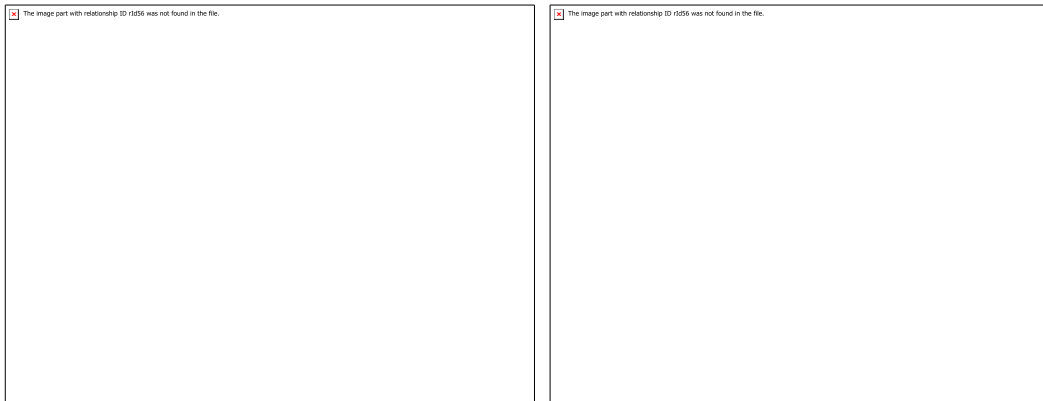 The image part with relationship ID rId56 was not found in the file.
The image part with relationship ID rId56 was not found in the file.